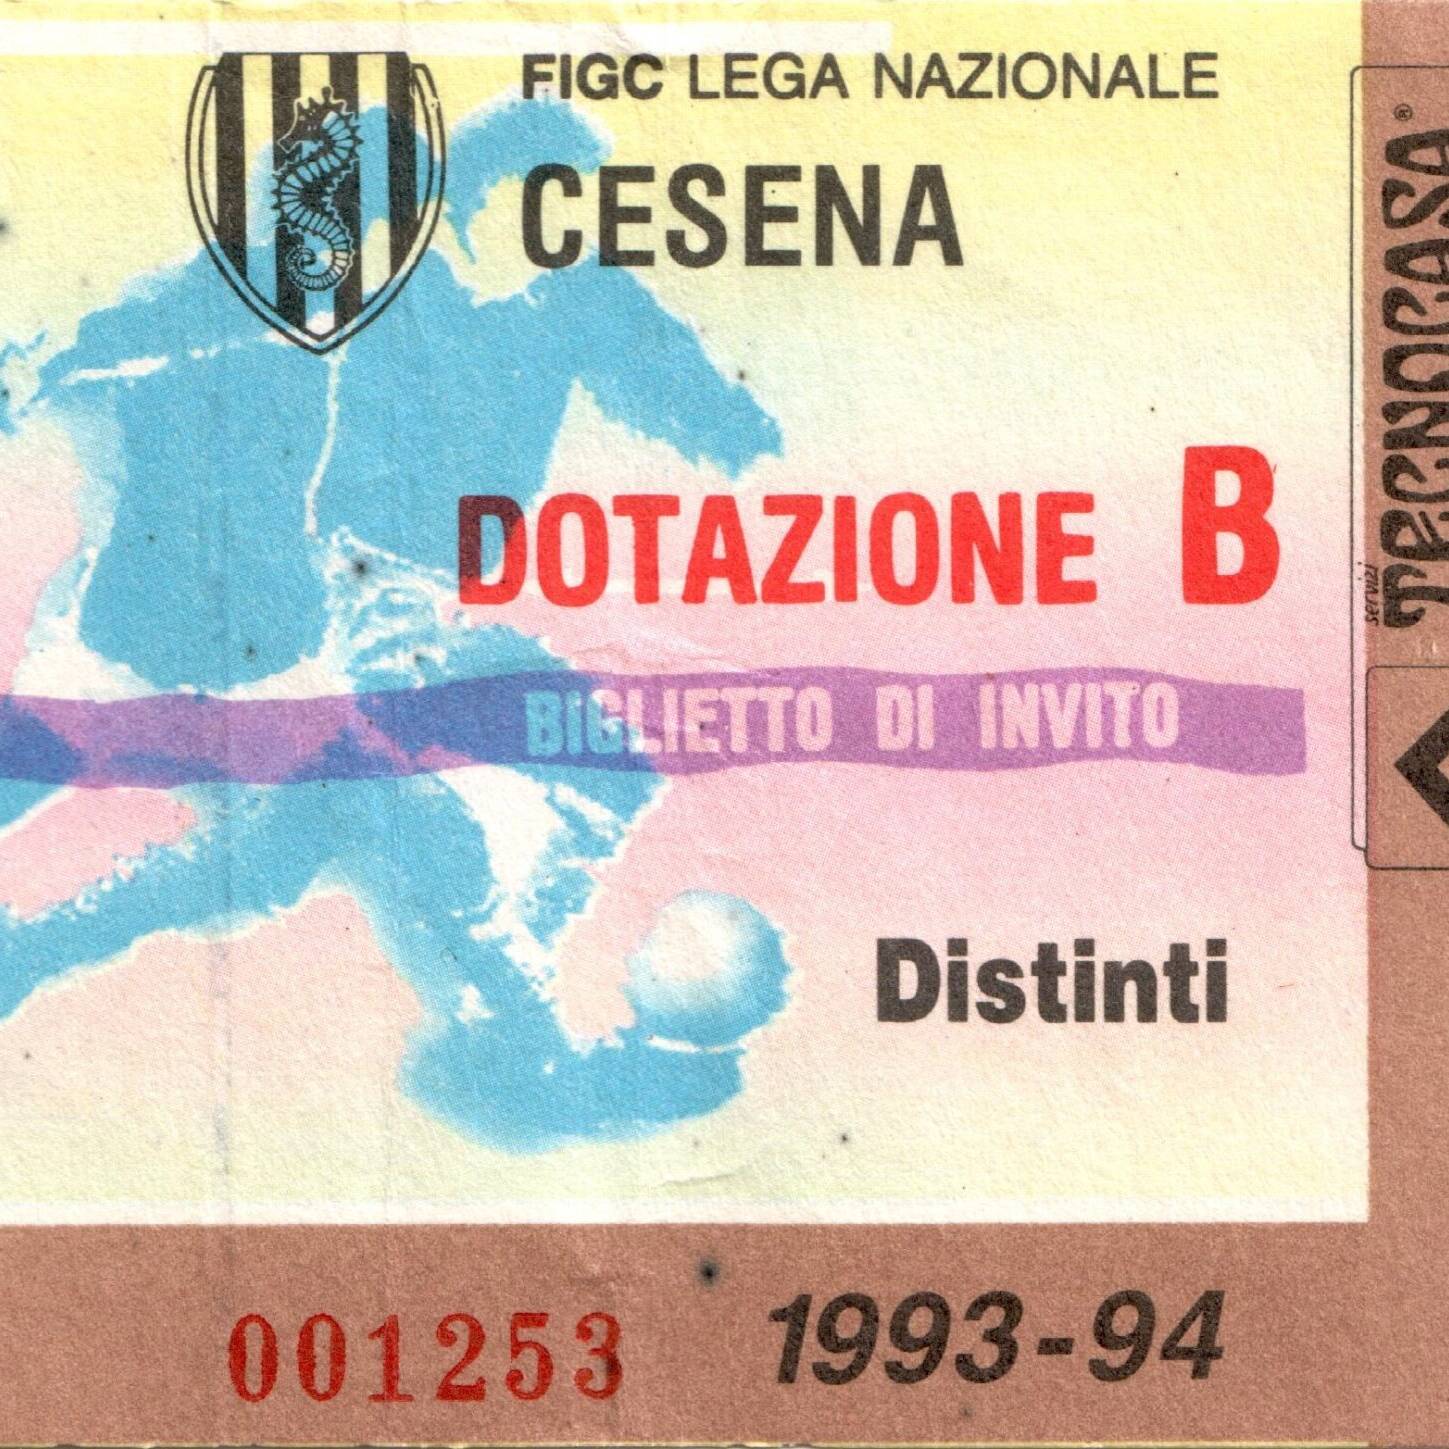 FIGC LEGA NAZIONALE
CESENA
DOTAZIONE B
BIGLIETTO DI INVITO
Distinti
001253
1993-94
servizi
TECNOCASA®